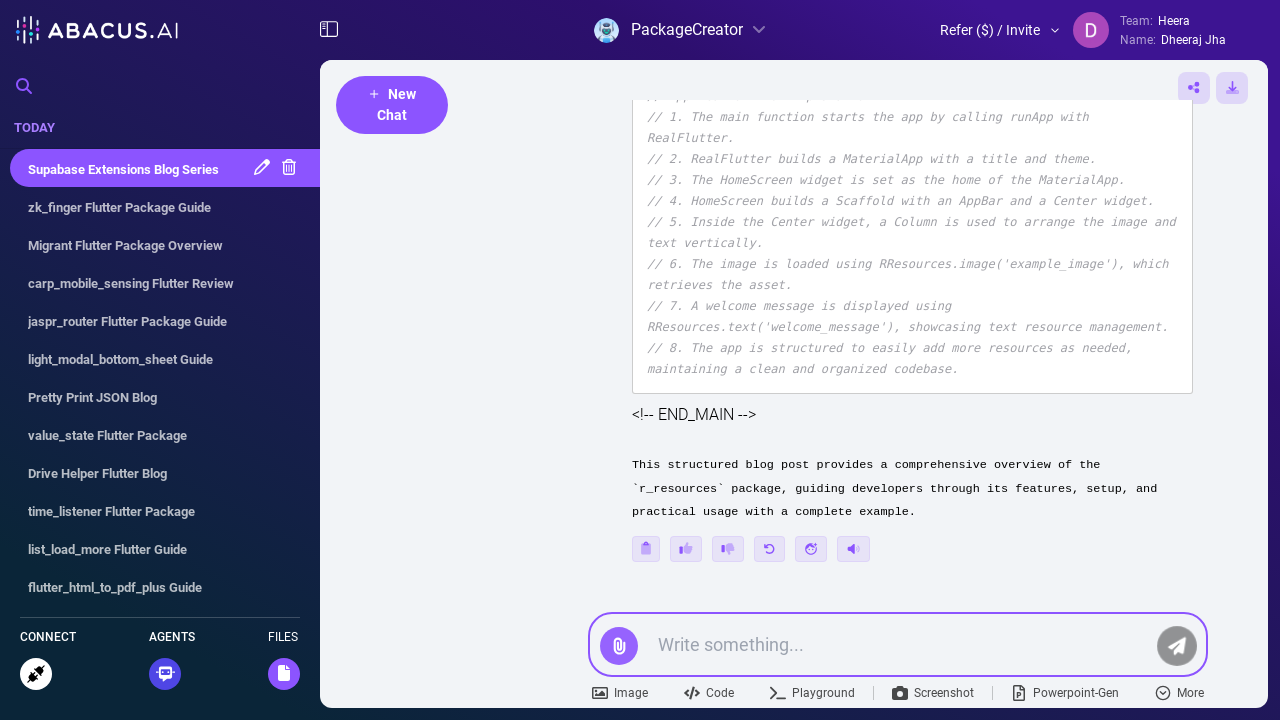 ABACUS.AI
PackageCreator
Refer ($) / Invite
D
Team: Heera
Name: Dheeraj Jha
TODAY
Supabase Extensions Blog Series
zk_finger Flutter Package Guide
Migrant Flutter Package Overview
carp_mobile_sensing Flutter Review
jaspr_router Flutter Package Guide
light_modal_bottom_sheet Guide
Pretty Print JSON Blog
value_state Flutter Package
Drive Helper Flutter Blog
time_listener Flutter Package
list_load_more Flutter Guide
flutter_html_to_pdf_plus Guide
CONNECT
AGENTS
FILES
+ New
Chat
// 1. The main function starts the app by calling runApp with
RealFlutter.
// 2. RealFlutter builds a MaterialApp with a title and theme.
// 3. The HomeScreen widget is set as the home of the MaterialApp.
// 4. HomeScreen builds a Scaffold with an AppBar and a Center widget.
// 5. Inside the Center widget, a Column is used to arrange the image and
text vertically.
// 6. The image is loaded using RResources.image('example_image'), which
retrieves the asset.
// 7. A welcome message is displayed using
RResources.text('welcome_message'), showcasing text resource management.
// 8. The app is structured to easily add more resources as needed,
maintaining a clean and organized codebase.
<!-- END_MAIN -->
This structured blog post provides a comprehensive overview of the
`r_resources` package, guiding developers through its features, setup, and
practical usage with a complete example.
Write something...
Image
Code
Playground
Screenshot
Powerpoint-Gen
More